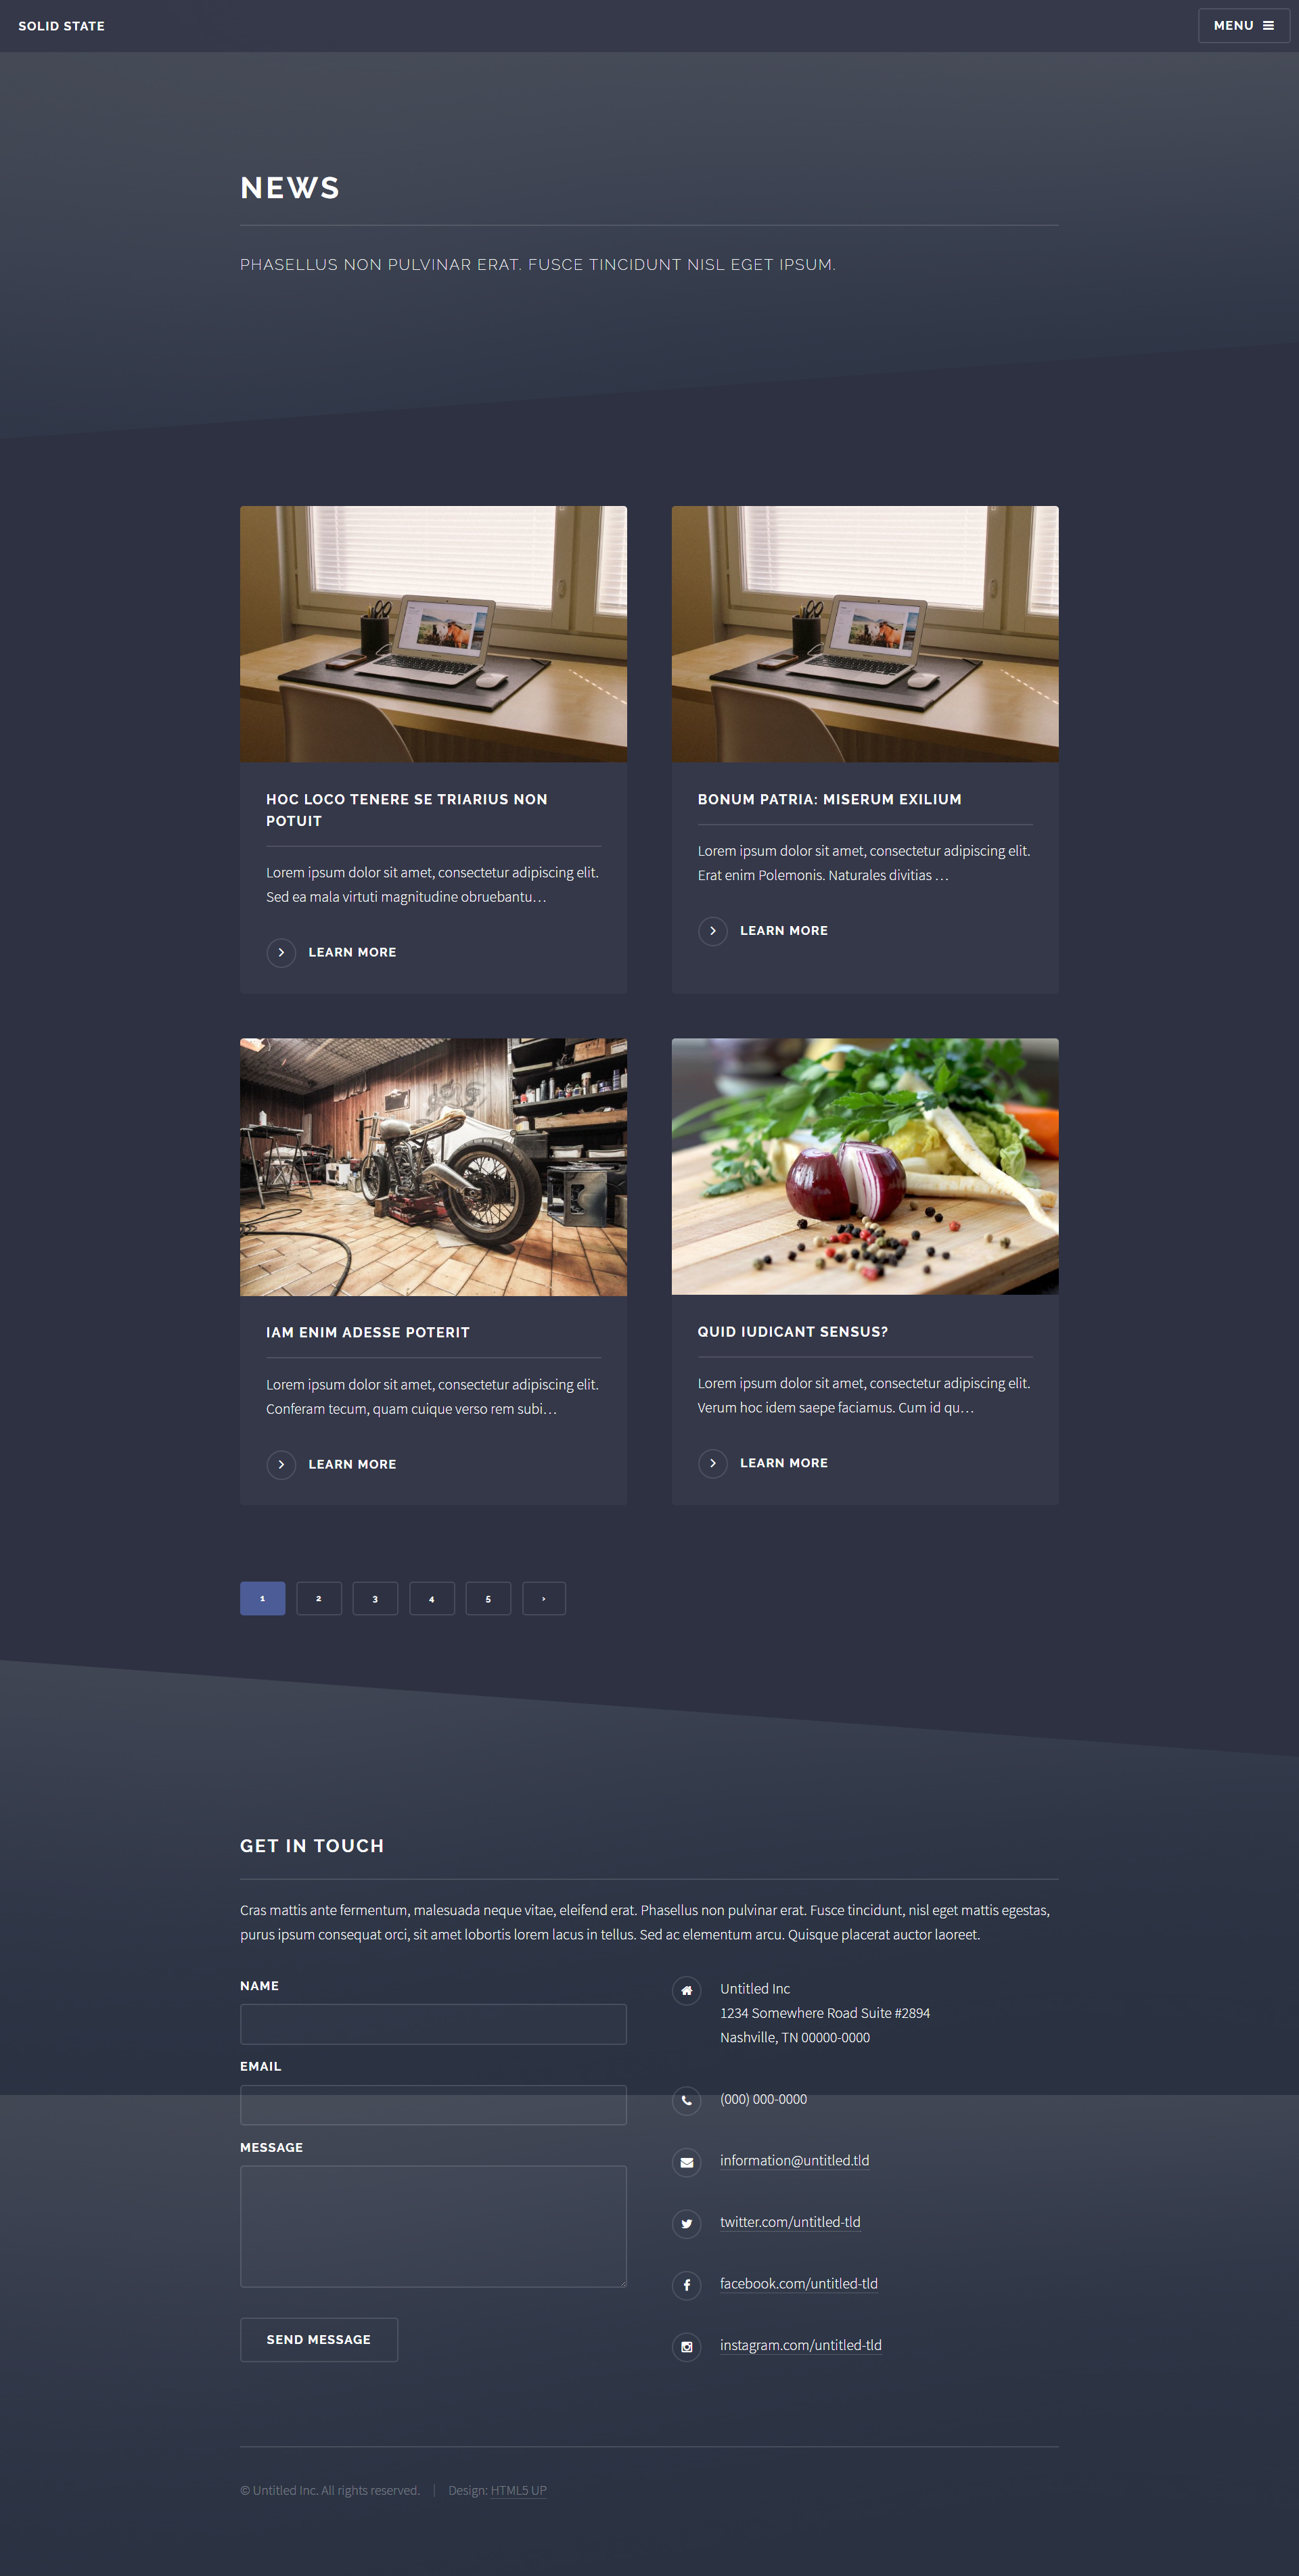 SOLID STATE
MENU
NEWS
PHASELLUS NON PULVINAR ERAT. FUSCE TINCIDUNT NISL EGET IPSUM.
HOC LOCO TENERE SE TRIARIUS NON
POTUIT
Lorem ipsum dolor sit amet, consectetur adipiscing elit.
Sed ea mala virtuti magnitudine obruebantu…
LEARN MORE
BONUM PATRIA: MISERUM EXILIUM
Lorem ipsum dolor sit amet, consectetur adipiscing elit.
Erat enim Polemonis. Naturales divitias …
LEARN MORE
IAM ENIM ADESSE POTERIT
Lorem ipsum dolor sit amet, consectetur adipiscing elit.
Conferam tecum, quam cuique verso rem subi…
LEARN MORE
QUID IUDICANT SENSUS?
Lorem ipsum dolor sit amet, consectetur adipiscing elit.
Verum hoc idem saepe faciamus. Cum id qu…
LEARN MORE
1 2 3 4 5 ›
GET IN TOUCH
Cras mattis ante fermentum, malesuada neque vitae, eleifend erat. Phasellus non pulvinar erat. Fusce tincidunt, nisl eget mattis egestas,
purus ipsum consequat orci, sit amet lobortis lorem lacus in tellus. Sed ac elementum arcu. Quisque placerat auctor laoreet.
NAME
EMAIL
MESSAGE
SEND MESSAGE
Untitled Inc
1234 Somewhere Road Suite #2894
Nashville, TN 00000-0000
(000) 000-0000
information@untitled.tld
twitter.com/untitled-tld
facebook.com/untitled-tld
instagram.com/untitled-tld
© Untitled Inc. All rights reserved. | Design: HTML5 UP